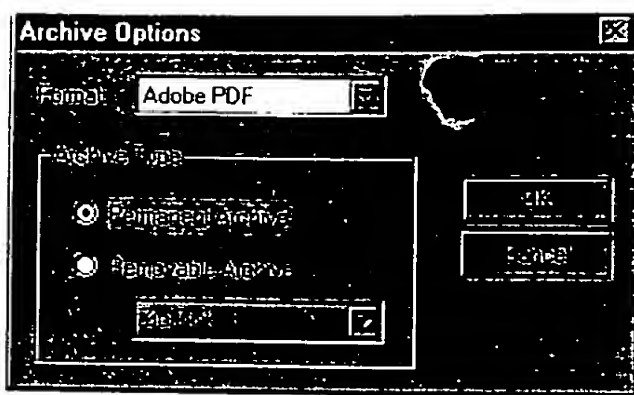 Archive Options
Format
Adobe PDF
Archive Type
Permanent Archive
Removable Archive
OK
Cancel